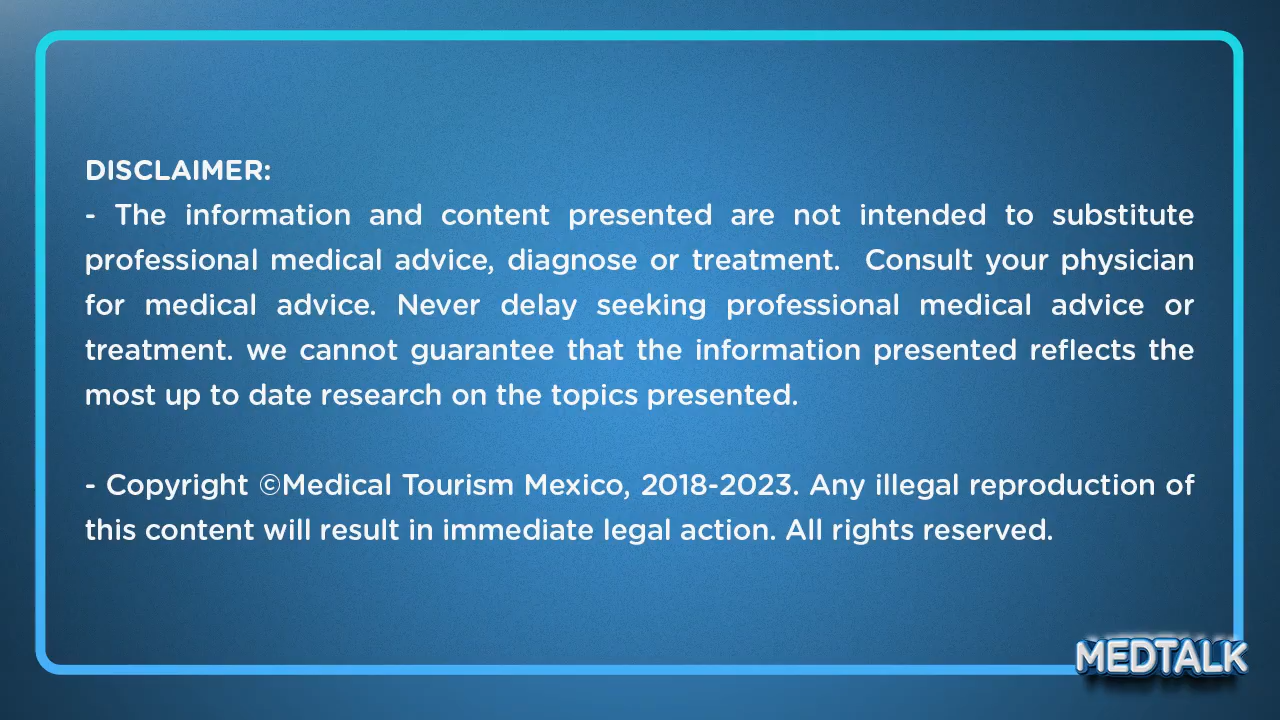 DISCLAIMER:
- The information and content presented are not intended to substitute
professional medical advice, diagnose or treatment.  Consult your physician
for medical advice. Never delay seeking professional medical advice or
treatment. we cannot guarantee that the information presented reflects the
most up to date research on the topics presented.
- Copyright ©Medical Tourism Mexico, 2018-2023. Any illegal reproduction of
this content will result in immediate legal action. All rights reserved.
MEDTALK